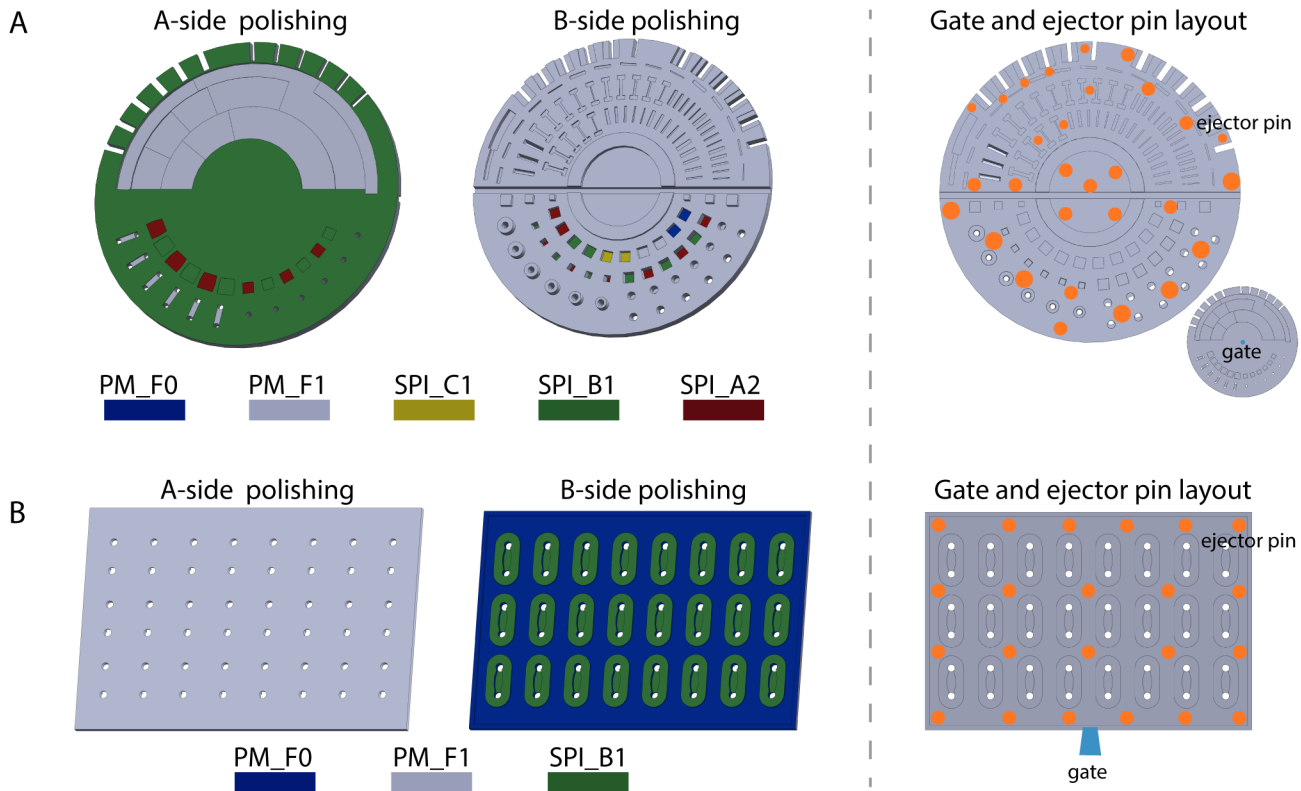 A
A-side polishing
B-side polishing
Gate and ejector pin layout
ejector pin
gate
PM_F0
PM_F1
SPI_C1
SPI_B1
SPI_A2
B
A-side polishing
B-side polishing
Gate and ejector pin layout
ejector pin
gate
PM_F0
PM_F1
SPI_B1